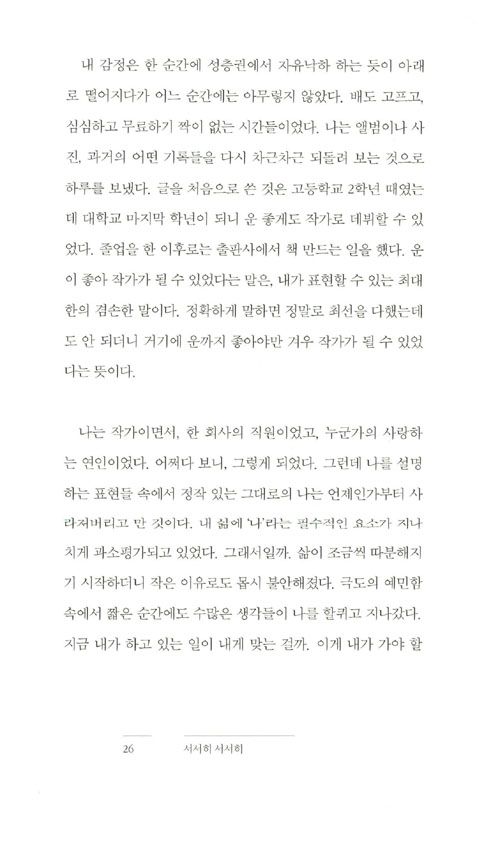 내 감정은 한 순간에 성층권에서 자유낙하 하는 듯이 아래
로 떨어지다가 어느 순간에는 아무렇지 않았다. 배도 고프고,
심심하고 무료하기 짝이 없는 시간들이었다. 나는 앨범이나 사
진, 과거의 어떤 기록들을 다시 차근차근 되돌려 보는 것으로
하루를 보냈다. 글을 처음으로 쓴 것은 고등학교 2학년 때였는
데 대학교 마지막 학년이 되니 운 좋게도 작가로 데뷔할 수 있
었다. 졸업을 한 이후로는 출판사에서 책 만드는 일을 했다. 운
이 좋아 작가가 될 수 있었다는 말은, 내가 표현할 수 있는 최대
한의 겸손한 말이다. 정확하게 말하면 정말로 최선을 다했는데
도 안 되더니 거기에 운까지 좋아야만 겨우 작가가 될 수 있었
다는 뜻이다.
나는 작가이면서, 한 회사의 직원이었고, 누군가의 사랑하
는 연인이었다. 어쩌다 보니, 그렇게 되었다. 그런데 나를 설명
하는 표현들 속에서 정작 있는 그대로의 나는 언제인가부터 사
라져버리고 만 것이다. 내 삶에 '나'라는 필수적인 요소가 지나
치게 과소평가되고 있었다. 그래서일까. 삶이 조금씩 따분해지
기 시작하더니 작은 이유로도 몹시 불안해졌다. 극도의 예민함
속에서 짧은 순간에도 수많은 생각들이 나를 할퀴고 지나갔다.
지금 내가 하고 있는 일이 내게 맞는 걸까. 이게 내가 가야 할
26 서서히 서서히